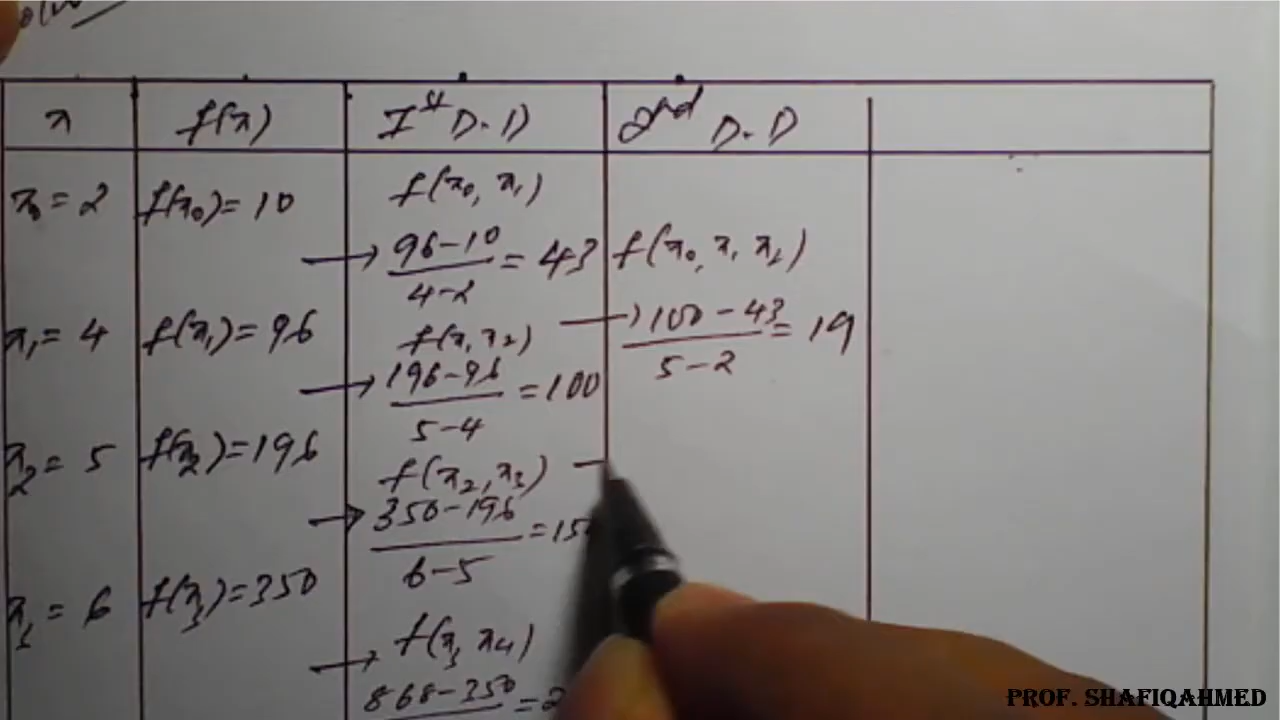 x f(x) Ist D.D 2nd D.D
f(x0, x1)
x0 = 2 f(x0) = 10
→ 96-10 / 4-2 = 43 f(x0, x1 x2)
→ 100-43 / 5-2 = 19
x1 = 4 f(x1) = 96 f(x1 x2)
→ 196-96 / 5-4 = 100
x2 = 5 f(x2) = 196 f(x2, x3)
→ 350-196 / 6-5
x3 = 6 f(x3) = 350
→ f(x3 x4)
868-350
PROF. SHAFIQAHMED